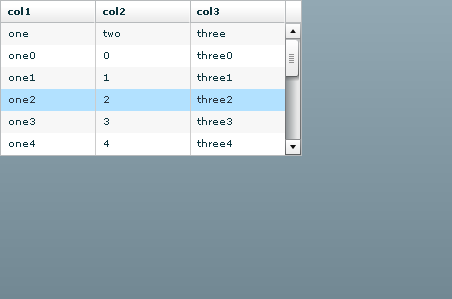 col1 col2 col3
one two three
one0 0 three0
one1 1 three1
one2 2 three2
one3 3 three3
one4 4 three4